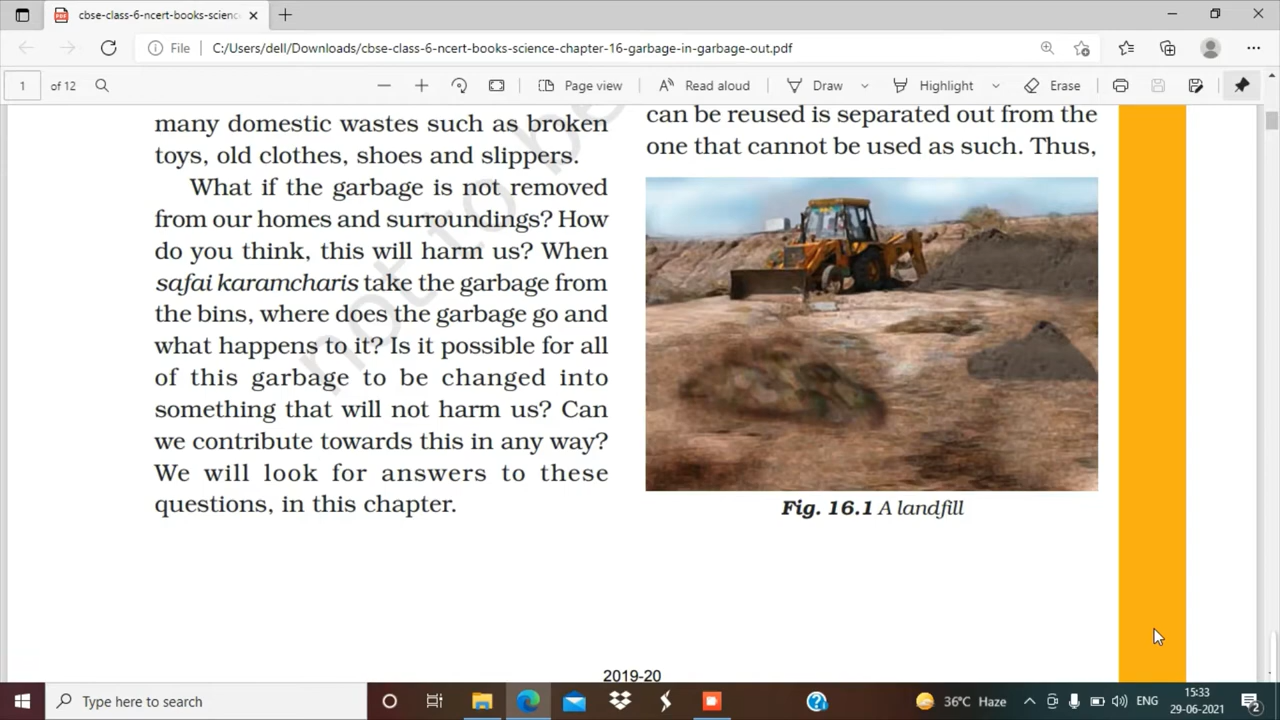 cbse-class-6-ncert-books-science
File
C:/Users/dell/Downloads/cbse-class-6-ncert-books-science-chapter-16-garbage-in-garbage-out.pdf
1 of 12
Page view
Read aloud
Draw
Highlight
Erase
many domestic wastes such as broken
toys, old clothes, shoes and slippers.
What if the garbage is not removed
from our homes and surroundings? How
do you think, this will harm us? When
safai karamcharis take the garbage from
the bins, where does the garbage go and
what happens to it? Is it possible for all
of this garbage to be changed into
something that will not harm us? Can
we contribute towards this in any way?
We will look for answers to these
questions, in this chapter.
not to be
can be reused is separated out from the
one that cannot be used as such. Thus,
Fig. 16.1 A landfill
2019-20
Type here to search
36°C Haze
ENG
15:33
29-06-2021
2